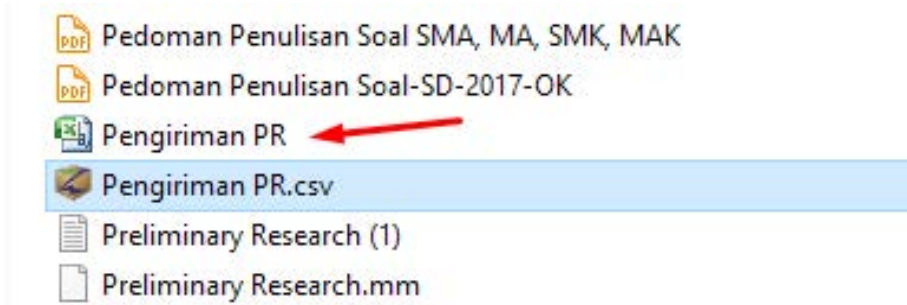 Pedoman Penulisan Soal SMA, MA, SMK, MAK
Pedoman Penulisan Soal-SD-2017-OK
Pengiriman PR
Pengiriman PR.csv
Preliminary Research (1)
Preliminary Research.mm